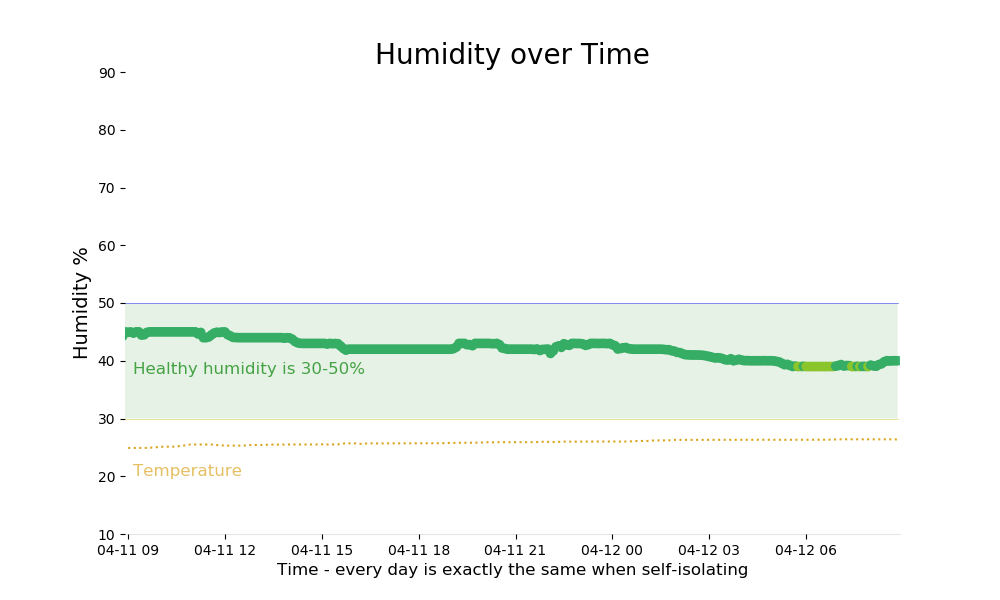 Humidity over Time
90
80
70
60
50
40
30
20
10
Humidity %
Healthy humidity is 30-50%
Temperature
04-11 09 04-11 12 04-11 15 04-11 18 04-11 21 04-12 00 04-12 03 04-12 06
Time - every day is exactly the same when self-isolating